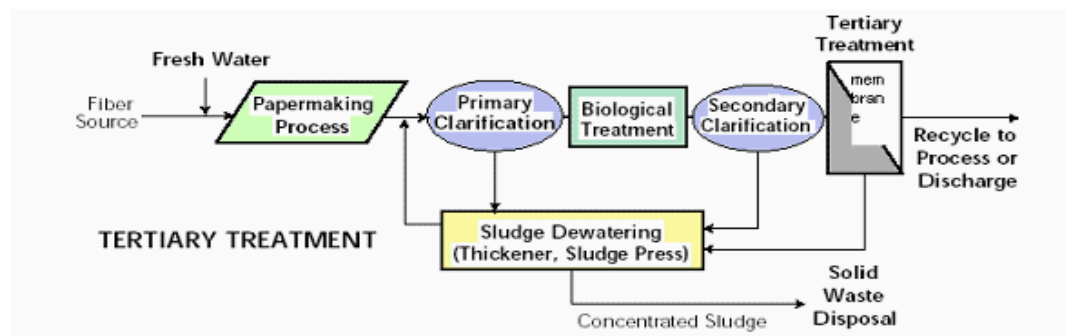 Tertiary
Treatment
Fresh Water
Fiber
Source
Papermaking
Process
Primary
Clarification
Biological
Treatment
Secondary
Clarification
mem
bran
e
Recycle to
Process or
Discharge
TERTIARY TREATMENT
Sludge Dewatering
(Thickener, Sludge Press)
Solid
Waste
Disposal
Concentrated Sludge